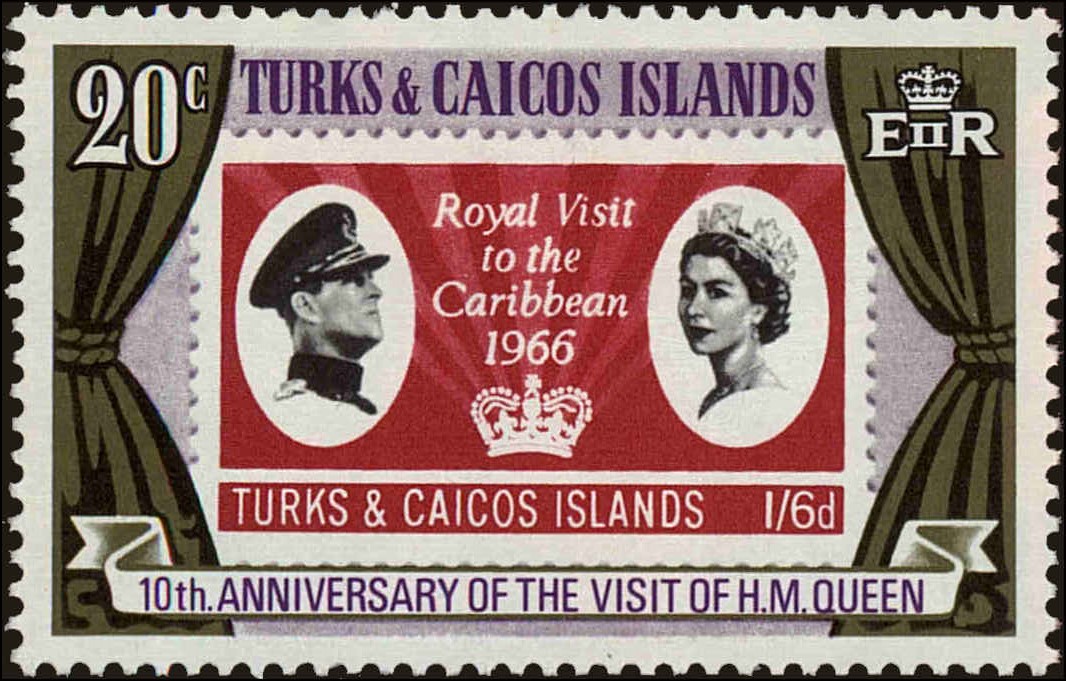 20c
TURKS & CAICOS ISLANDS
EIIR
Royal Visit
to the
Caribbean
1966
TURKS & CAICOS ISLANDS 1/6d
10th. ANNIVERSARY OF THE VISIT OF H.M. QUEEN